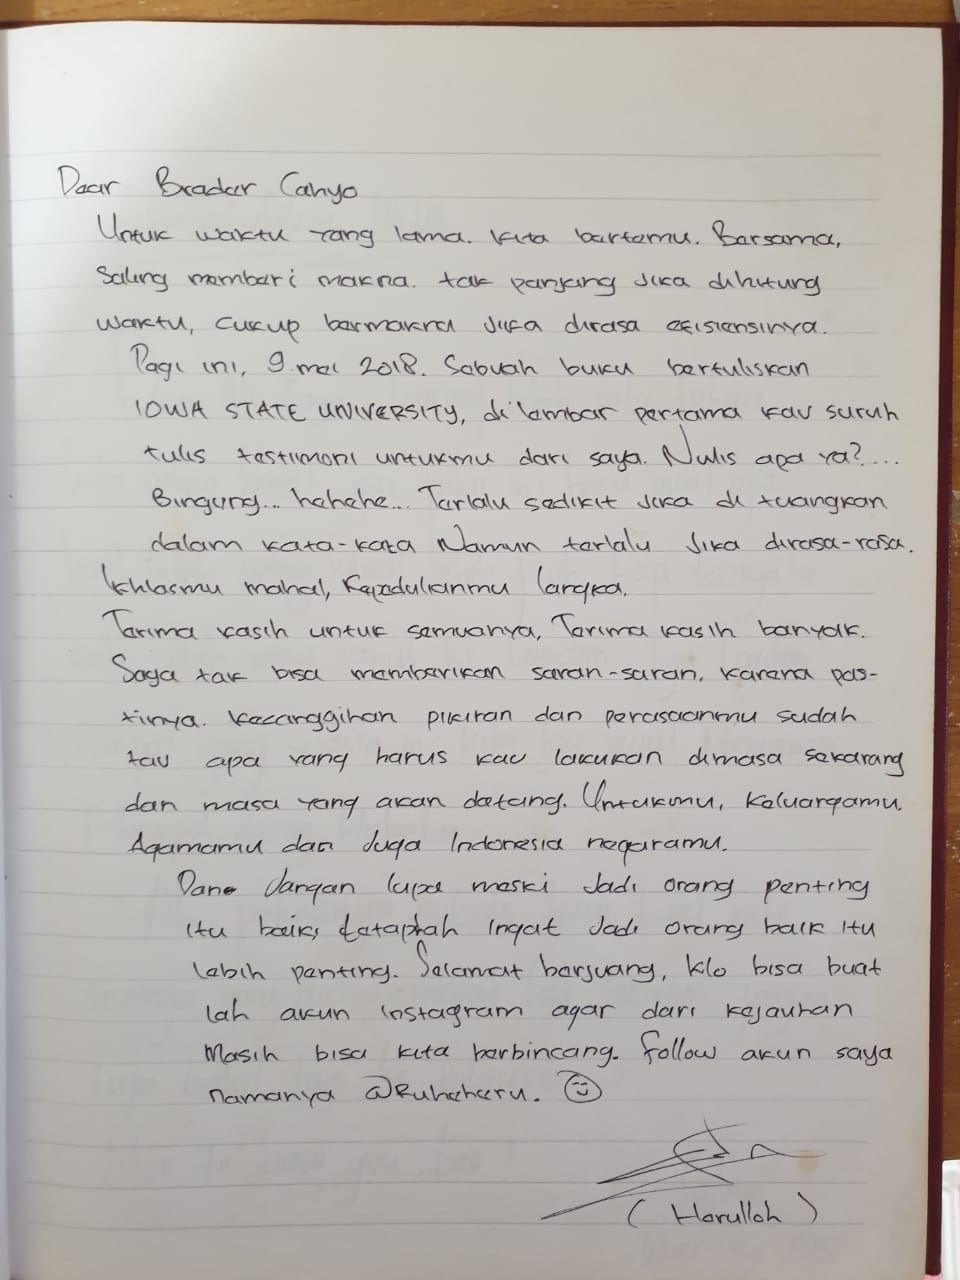 Dear Brader Cahyo
Untuk waktu yang lama. Kita bertemu. Bersama,
Saling memberi makna. tak panjang jika dihitung
waktu, cukup bermakna jika dirasa efisiensinya.
Pagi ini, 9 mei 2018. Sebuah buku bertuliskan
IOWA STATE UNIVERSITY, di lembar pertama kau suruh
tulis testimoni untukmu dari saya. Nulis apa ya?...
Bingung... hehehe... Terlalu sedikit jika di tuangkan
dalam kata-kata Namun terlalu jika dirasa-rasa.
Ikhlasmu mahal, Kepedulianmu langka.
Terima kasih untuk semuanya, Terima kasih banyak.
Saya tak bisa memberikan saran-saran, karena pas-
tinya. kecanggihan pikiran dan perasaanmu sudah
tau apa yang harus kau lakukan dimasa sekarang
dan masa yang akan datang. Untukmu, Keluargamu,
Agamamu dan Juga Indonesia negaramu.
Dan jangan lupa meski Jadi orang penting
itu baik, tetaplah Ingat Jadi orang baik itu
lebih penting. Selamat berjuang, klo bisa buat
lah akun instagram agar dari kejauhan
Masih bisa kita berbincang. follow akun saya
namanya @Ruheheru. ☺
( Herulloh )